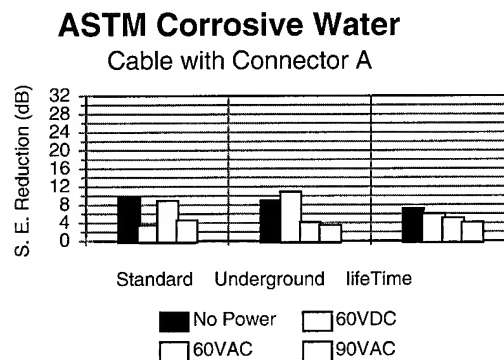 ASTM Corrosive Water
Cable with Connector A
S. E. Reduction (dB)
32
28
24
20
16
12
8
4
0
Standard Underground lifeTime
No Power 60VDC
60VAC 90VAC